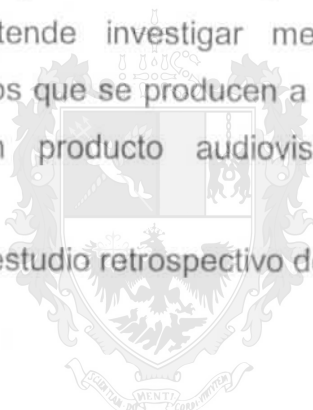 tende investigar me
os que se producen a
producto audiovis
estudio retrospectivo d